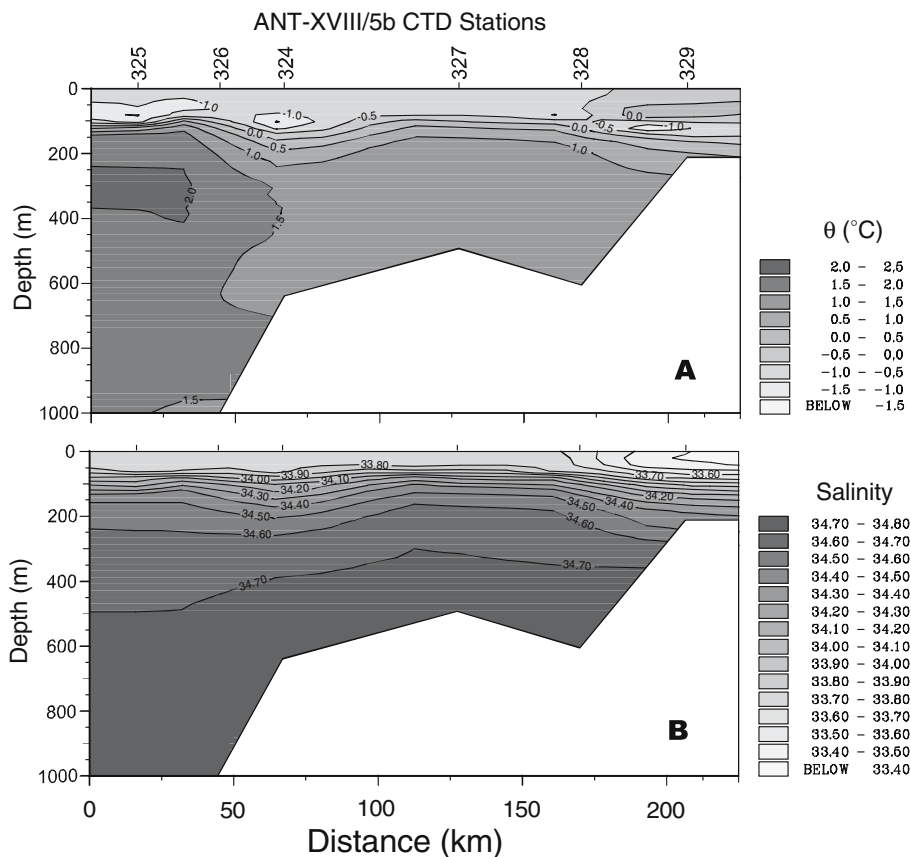 ANT-XVIII/5b CTD Stations
325 326 324 327 328 329
0
200
400
600
800
1000
Depth (m)
-1.0
-1.0
-0.5
0.0
0.5
1.0
2.0
1.5
1.5
0.0
-0.5
-1.0
0.0
1.0
A
θ (°C)
2.0 - 2.5
1.5 - 2.0
1.0 - 1.5
0.5 - 1.0
0.0 - 0.5
-0.5 - 0.0
-1.0 - -0.5
-1.5 - -1.0
BELOW -1.5
0
200
400
600
800
1000
Depth (m)
33.80
33.90
34.00
34.10
34.20
34.30
34.40
34.50
34.60
34.70
33.70
33.60
34.20
34.50
34.40
34.60
34.70
B
Salinity
34.70 - 34.80
34.60 - 34.70
34.50 - 34.60
34.40 - 34.50
34.30 - 34.40
34.20 - 34.30
34.10 - 34.20
34.00 - 34.10
33.90 - 34.00
33.80 - 33.90
33.70 - 33.80
33.60 - 33.70
33.50 - 33.60
33.40 - 33.50
BELOW 33.40
0 50 100 150 200
Distance (km)